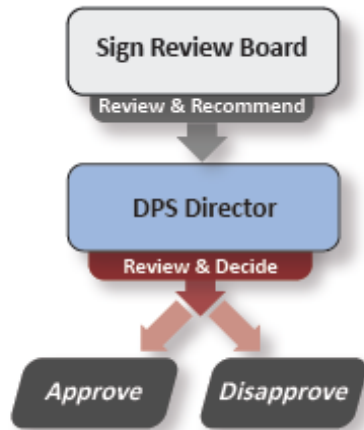 Sign Review Board
Review & Recommend
DPS Director
Review & Decide
Approve
Disapprove